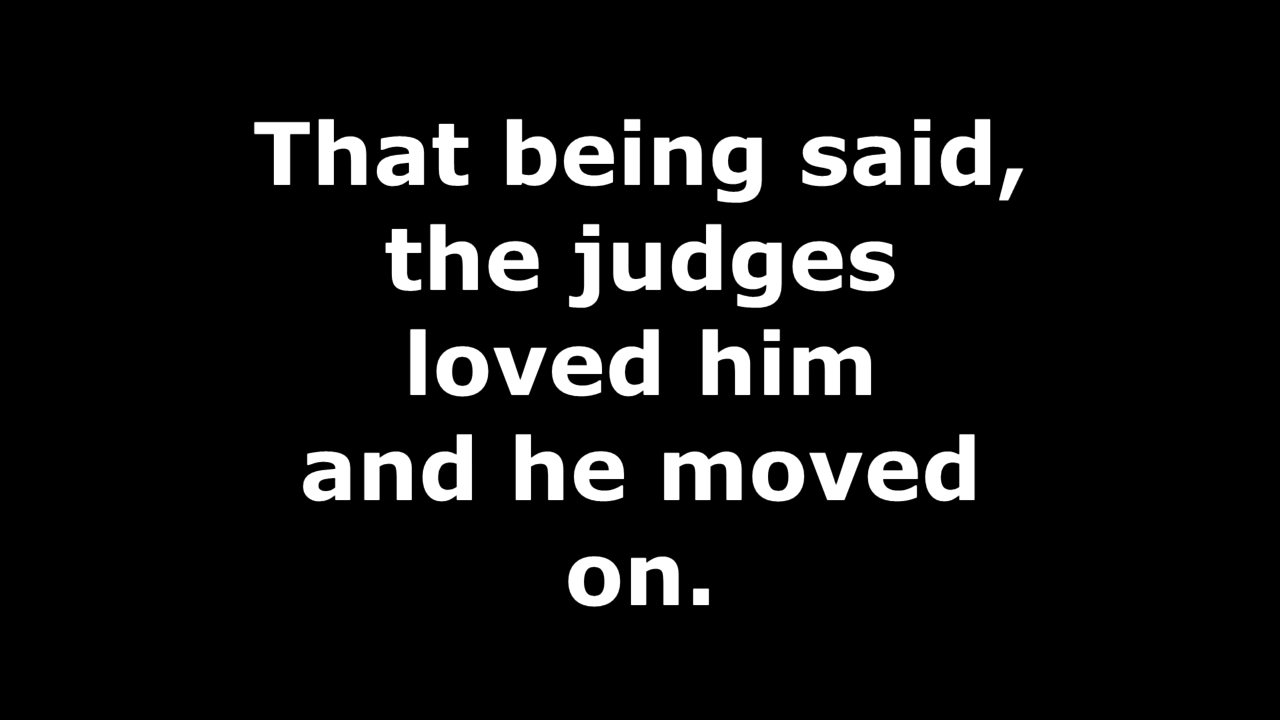 That being said,
the judges
loved him
and he moved
on.